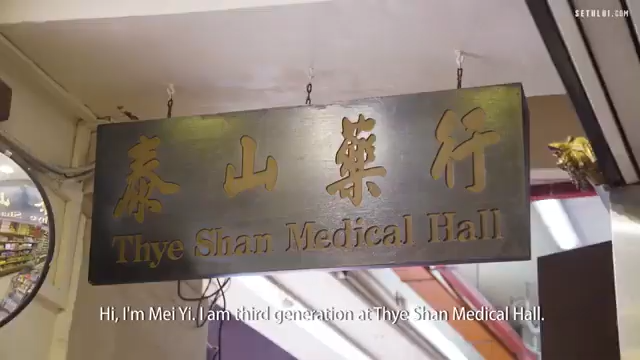 SETULUI.COM
泰山藥行
Thye Shan Medical Hall
Hi, I'm Mei Yi. I am third generation at Thye Shan Medical Hall.